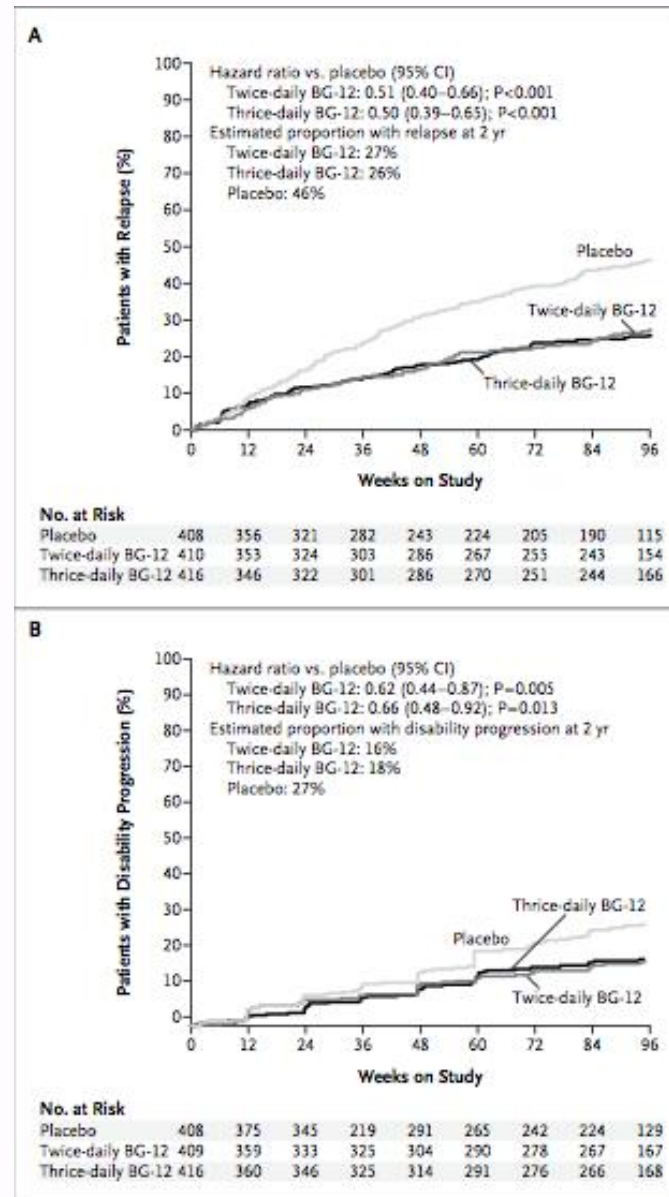 A
Hazard ratio vs. placebo (95% CI)
Twice-daily BG-12: 0.51 (0.40–0.66); P<0.001
Thrice-daily BG-12: 0.50 (0.39–0.65); P<0.001
Estimated proportion with relapse at 2 yr
Twice-daily BG-12: 27%
Thrice-daily BG-12: 26%
Placebo: 46%
Patients with Relapse (%)
100
90
80
70
60
50
40
30
20
10
0
Placebo
Twice-daily BG-12
Thrice-daily BG-12
0 12 24 36 48 60 72 84 96
Weeks on Study
No. at Risk
Placebo 408 356 321 282 243 224 205 190 115
Twice-daily BG-12 410 353 324 303 286 267 255 243 154
Thrice-daily BG-12 416 346 322 301 286 270 251 244 166
B
Hazard ratio vs. placebo (95% CI)
Twice-daily BG-12: 0.62 (0.44–0.87); P=0.005
Thrice-daily BG-12: 0.66 (0.48–0.92); P=0.013
Estimated proportion with disability progression at 2 yr
Twice-daily BG-12: 16%
Thrice-daily BG-12: 18%
Placebo: 27%
Patients with Disability Progression (%)
100
90
80
70
60
50
40
30
20
10
0
Thrice-daily BG-12
Placebo
Twice-daily BG-12
0 12 24 36 48 60 72 84 96
Weeks on Study
No. at Risk
Placebo 408 375 345 219 291 265 242 224 129
Twice-daily BG-12 409 359 333 325 304 290 278 267 167
Thrice-daily BG-12 416 360 346 325 314 291 276 266 168